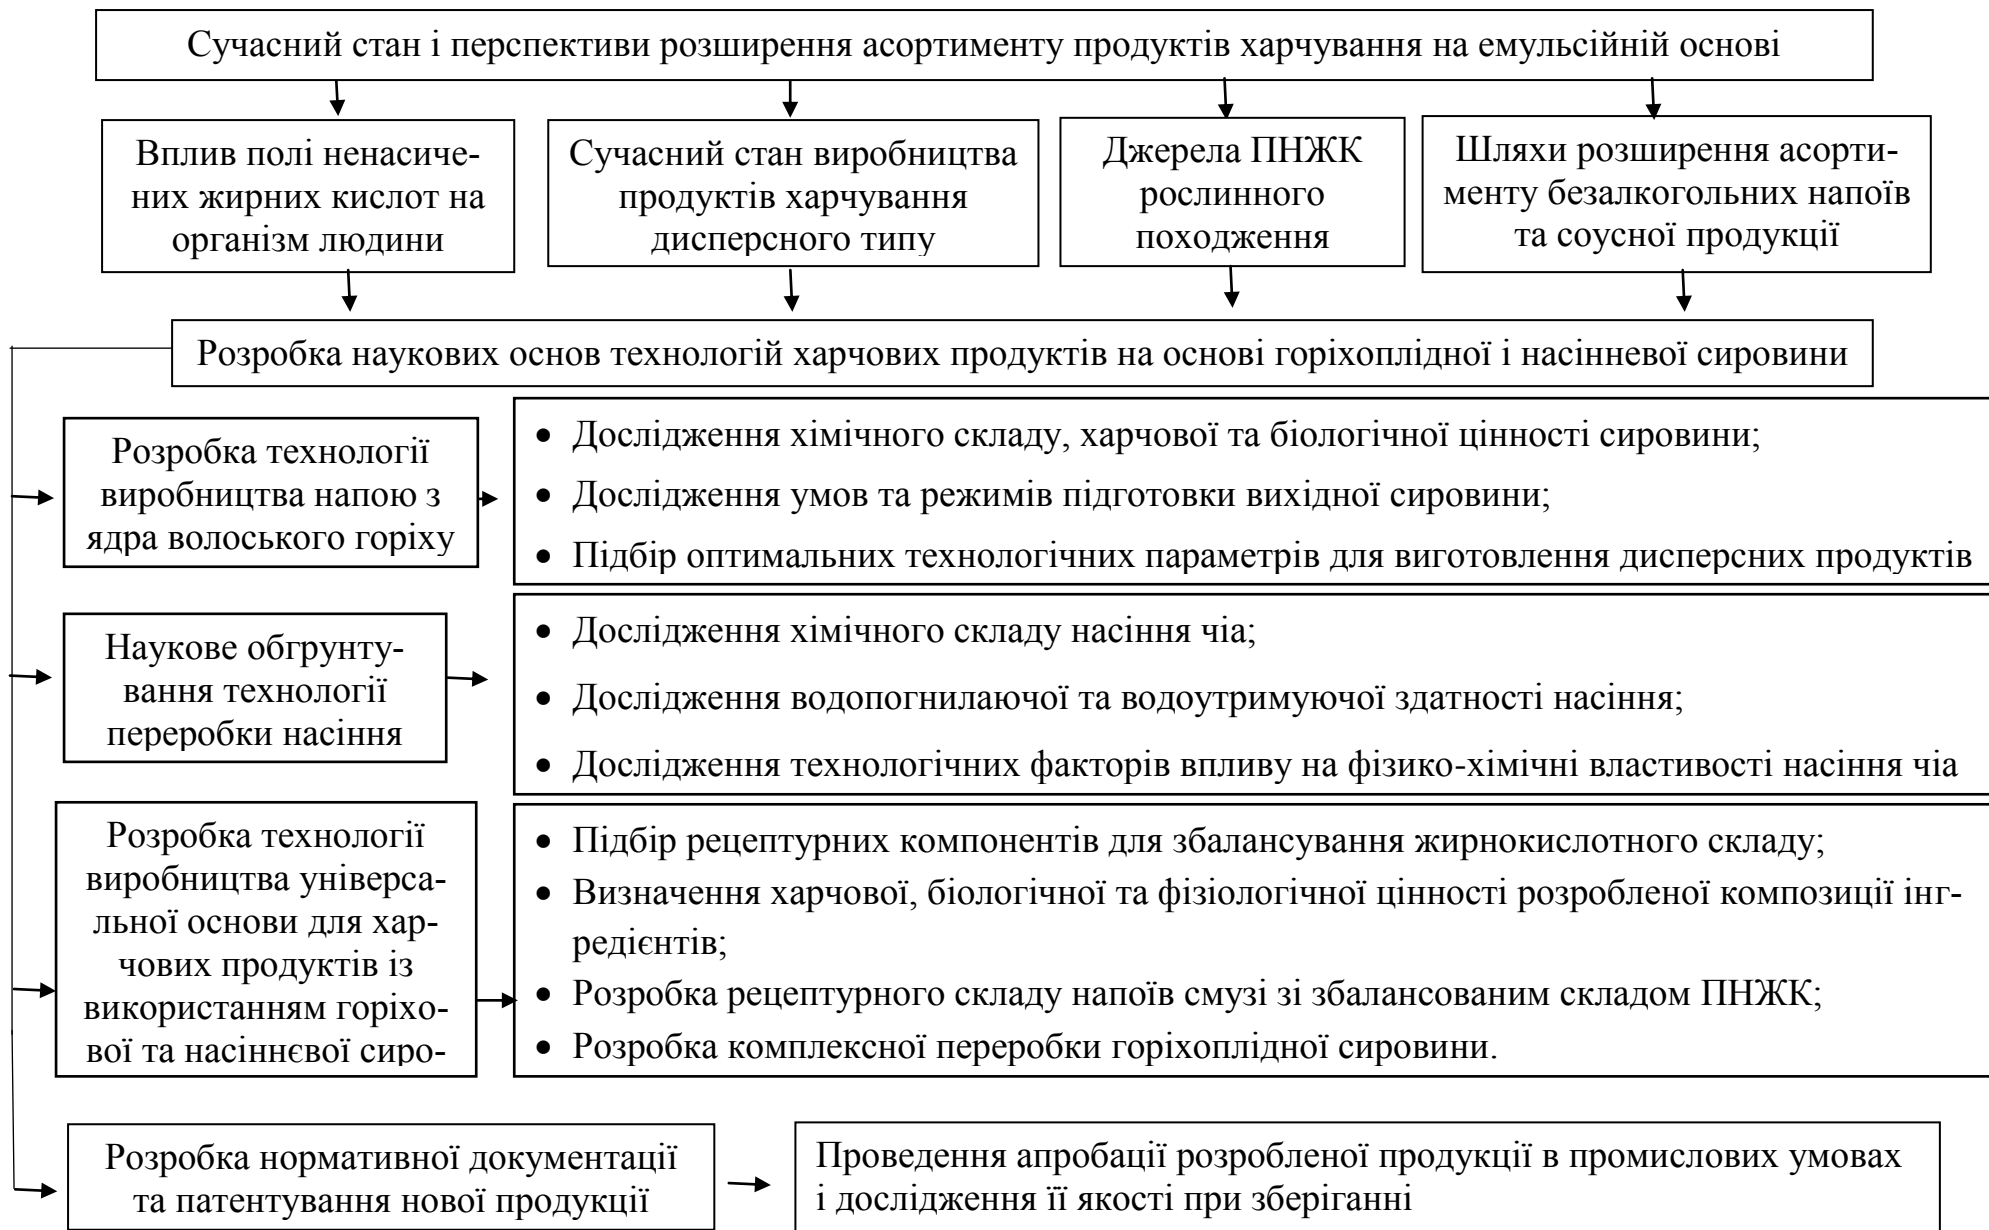 Сучасний стан і перспективи розширення асортименту продуктів харчування на емульсійній основі
Вплив полі ненасиче-
них жирних кислот на
організм людини
Сучасний стан виробництва
продуктів харчування
дисперсного типу
Джерела ПНЖК
рослинного
походження
Шляхи розширення асорти-
менту безалкогольних напоїв
та соусної продукції
Розробка наукових основ технологій харчових продуктів на основі горіхоплідної і насінневої сировини
Розробка технології
виробництва напою з
ядра волоського горіху
• Дослідження хімічного складу, харчової та біологічної цінності сировини;
• Дослідження умов та режимів підготовки вихідної сировини;
• Підбір оптимальних технологічних параметрів для виготовлення дисперсних продуктів
Наукове обгрунту-
вання технології
переробки насіння
• Дослідження хімічного складу насіння чіа;
• Дослідження водопогнилаючої та водоутримуючої здатності насіння;
• Дослідження технологічних факторів впливу на фізико-хімічні властивості насіння чіа
Розробка технології
виробництва універса-
льної основи для хар-
чових продуктів із
використанням горіхо-
вої та насіннєвої сиро-
• Підбір рецептурних компонентів для збалансування жирнокислотного складу;
• Визначення харчової, біологічної та фізіологічної цінності розробленої композиції інг-
редієнтів;
• Розробка рецептурного складу напоїв смузі зі збалансованим складом ПНЖК;
• Розробка комплексної переробки горіхоплідної сировини.
Розробка нормативної документації
та патентування нової продукції
Проведення апробації розробленої продукції в промислових умовах
і дослідження її якості при зберіганні